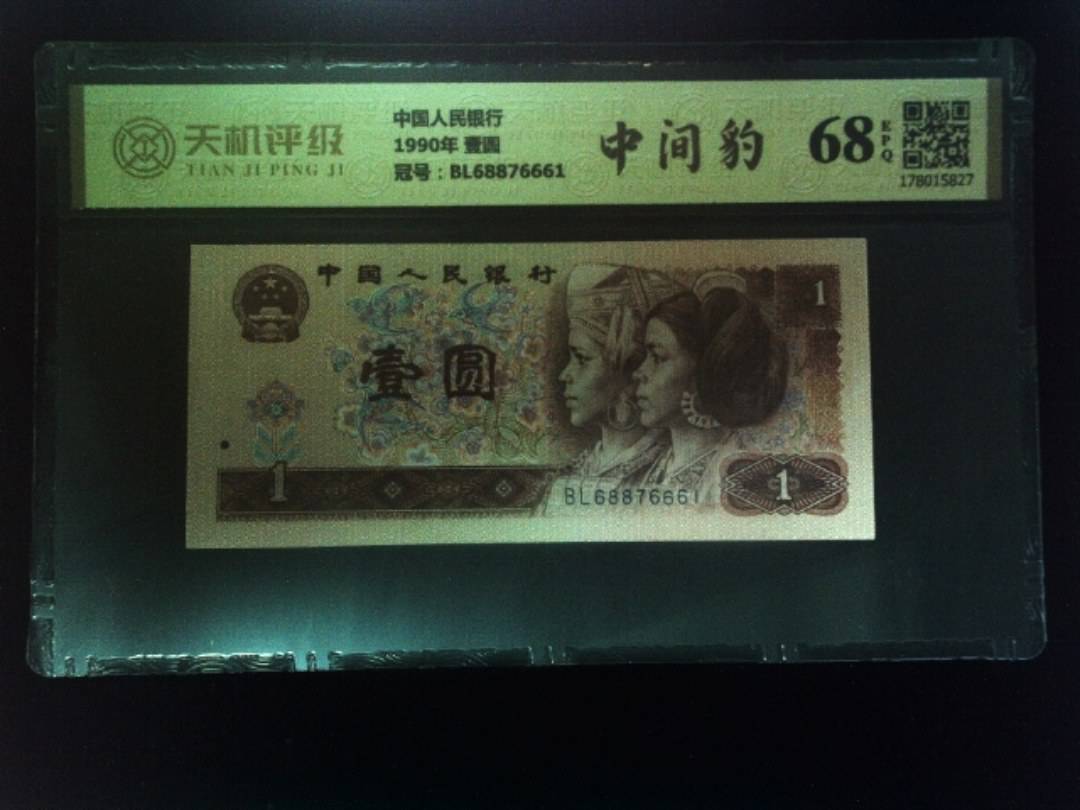 天机评级
TIAN JI PING JI
中国人民银行
1990年 壹圆
冠号：BL68876661
中间豹
68
EPQ
178015827
中国人民银行
1
壹圆
1
BL68876661
1